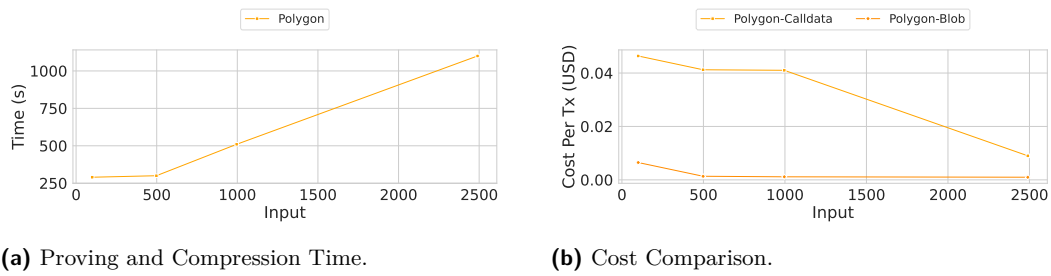 Polygon
Time (s)
1000
750
500
250
0 500 1000 1500 2000 2500
Input
(a) Proving and Compression Time.
Polygon-Calldata Polygon-Blob
Cost Per Tx (USD)
0.04
0.02
0.00
0 500 1000 1500 2000 2500
Input
(b) Cost Comparison.